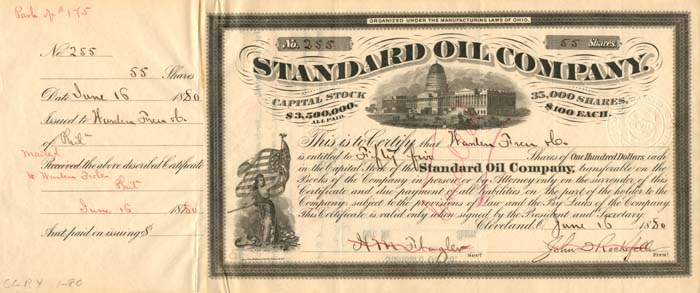 Park of # 175
No. 255
55 Shares
Date June 16 1880
Issued to Warden Frew & Co.
of Phila
Mailed
Received the above described Certificate
to Warden Frew
Phila
June 16 1880
Amt paid on issuing $
ORGANIZED UNDER THE MANUFACTURING LAWS OF OHIO.
No. 255
55 Shares.
STANDARD OIL COMPANY.
CAPITAL STOCK
$3,500,000.
ALL PAID.
35,000 SHARES,
$100 EACH.
This is to Certify that Warden Frew & Co.
is entitled to Fifty five Shares of One Hundred Dollars each
in the Capital Stock of the Standard Oil Company, transferable on the
Books of the Company in person or by Attorney only on the surrender of this
Certificate and due payment of all liabilities on the part of the holder to the
Company: subject to the provisions of law and the By Laws of the Company
This Certificate is valid only when signed by the President and Secretary.
Cleveland O. June 16 1880
H M Flagler Secy
John D Rockefeller Prest